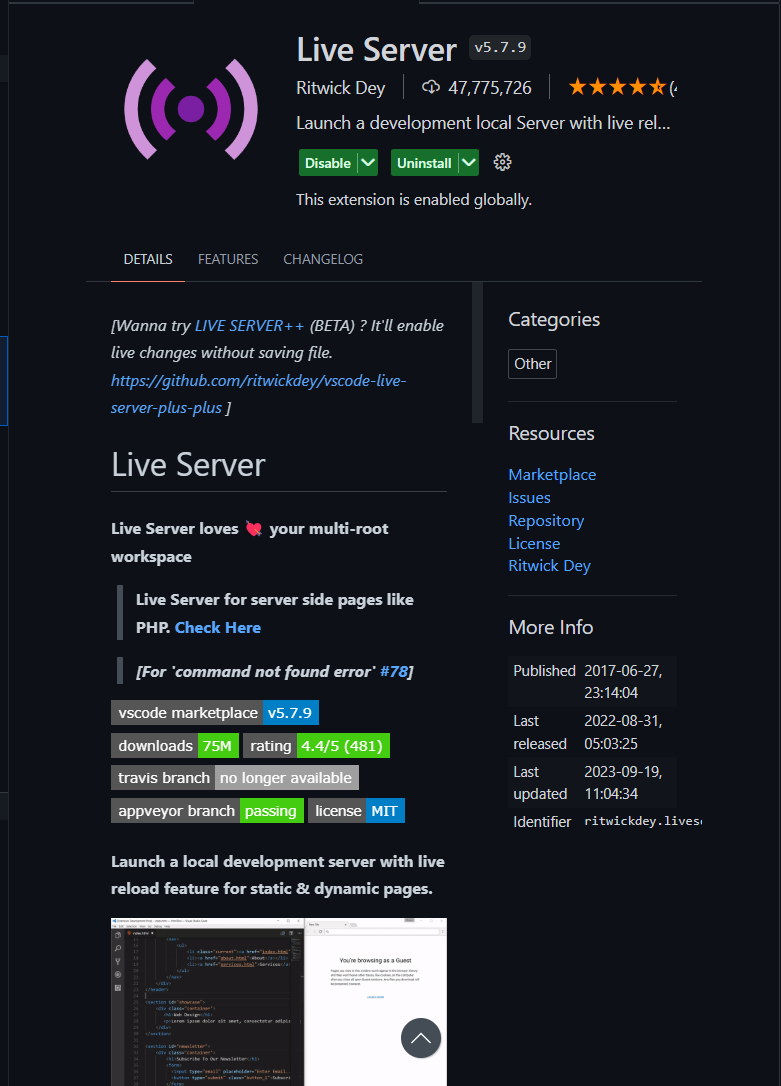 Live Server v5.7.9
Ritwick Dey 47,775,726 (4
Launch a development local Server with live rel...
Disable Uninstall
This extension is enabled globally.
DETAILS FEATURES CHANGELOG
[Wanna try LIVE SERVER++ (BETA) ? It'll enable
live changes without saving file.
https://github.com/ritwickdey/vscode-live-
server-plus-plus ]
Live Server
Live Server loves 💘 your multi-root
workspace
Live Server for server side pages like
PHP. Check Here
[For 'command not found error' #78]
vscode marketplace v5.7.9
downloads 75M rating 4.4/5 (481)
travis branch no longer available
appveyor branch passing license MIT
Launch a local development server with live
reload feature for static & dynamic pages.
You're browsing as a Guest
Categories
Other
Resources
Marketplace
Issues
Repository
License
Ritwick Dey
More Info
Published 2017-06-27,
23:14:04
Last 2022-08-31,
released 05:03:25
Last 2023-09-19,
updated 11:04:34
Identifier ritwickdey.livese